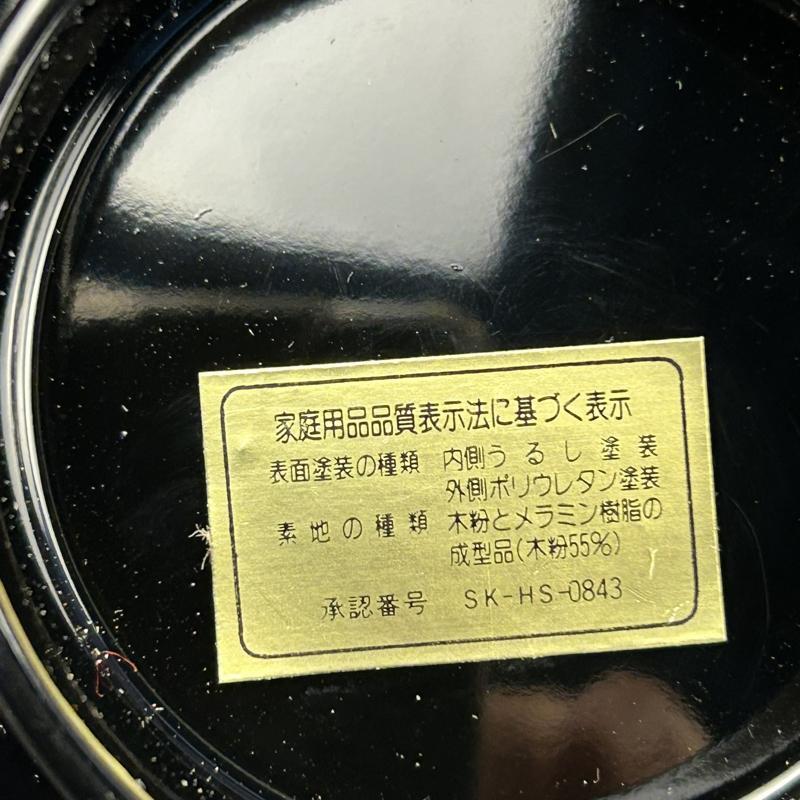 家庭用品品質表示法に基づく表示
表面塗装の種類 内側うるし塗装
外側ポリウレタン塗装
素地の種類 木粉とメラミン樹脂の
成型品(木粉55%)
承認番号 SK-HS-0843